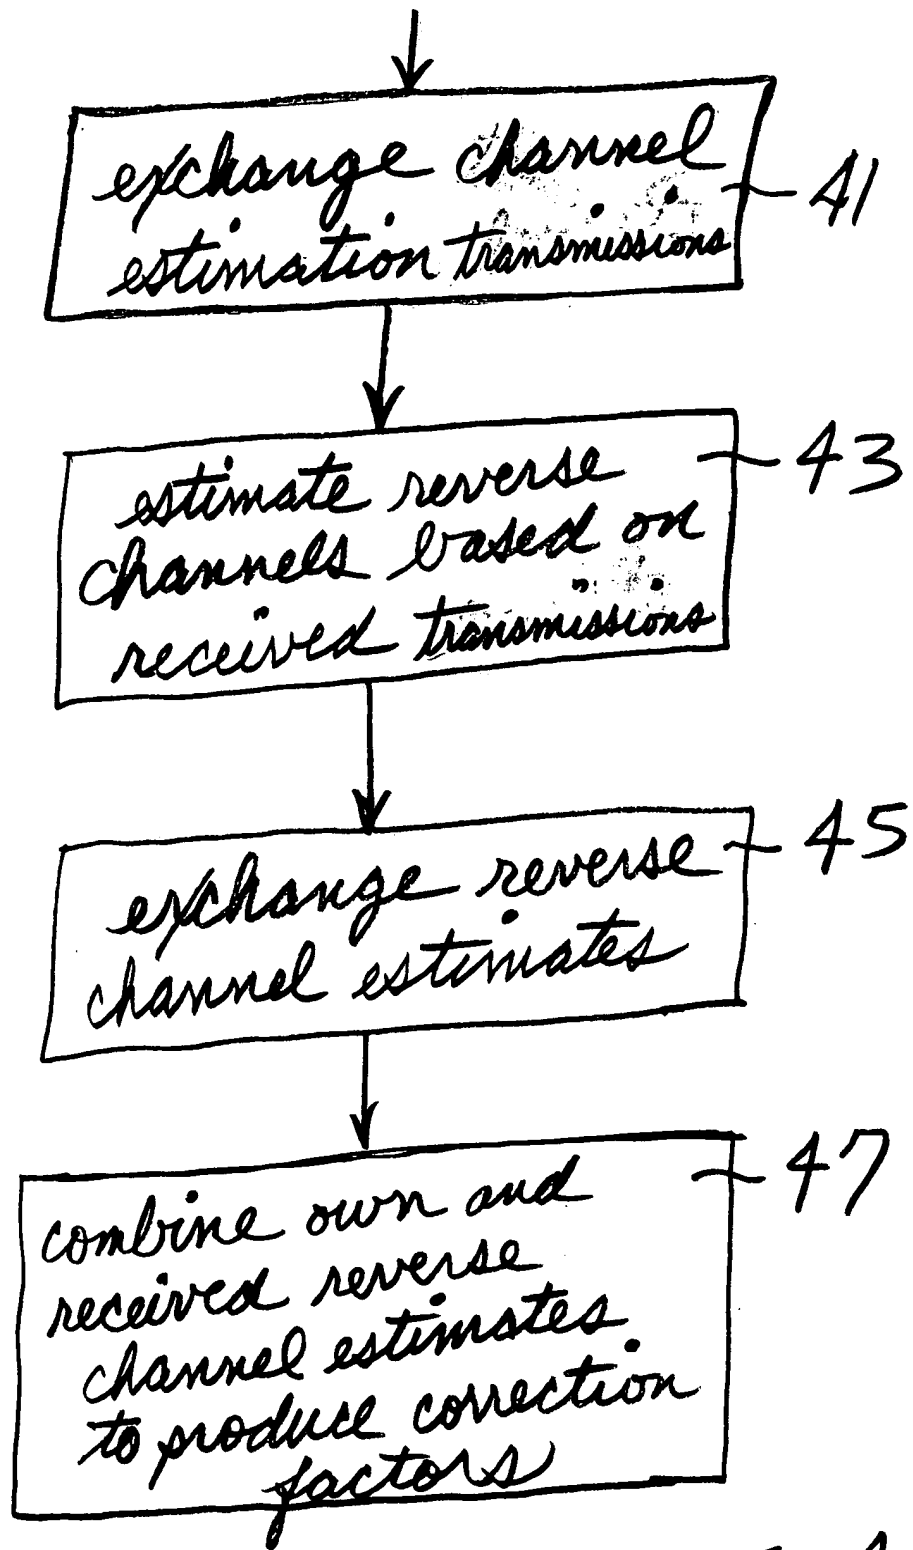 exchange channel
estimation transmissions
41
estimate reverse
channels based on
received transmissions
43
exchange reverse
channel estimates
45
combine own and
received reverse
channel estimates
to produce correction
factors
47